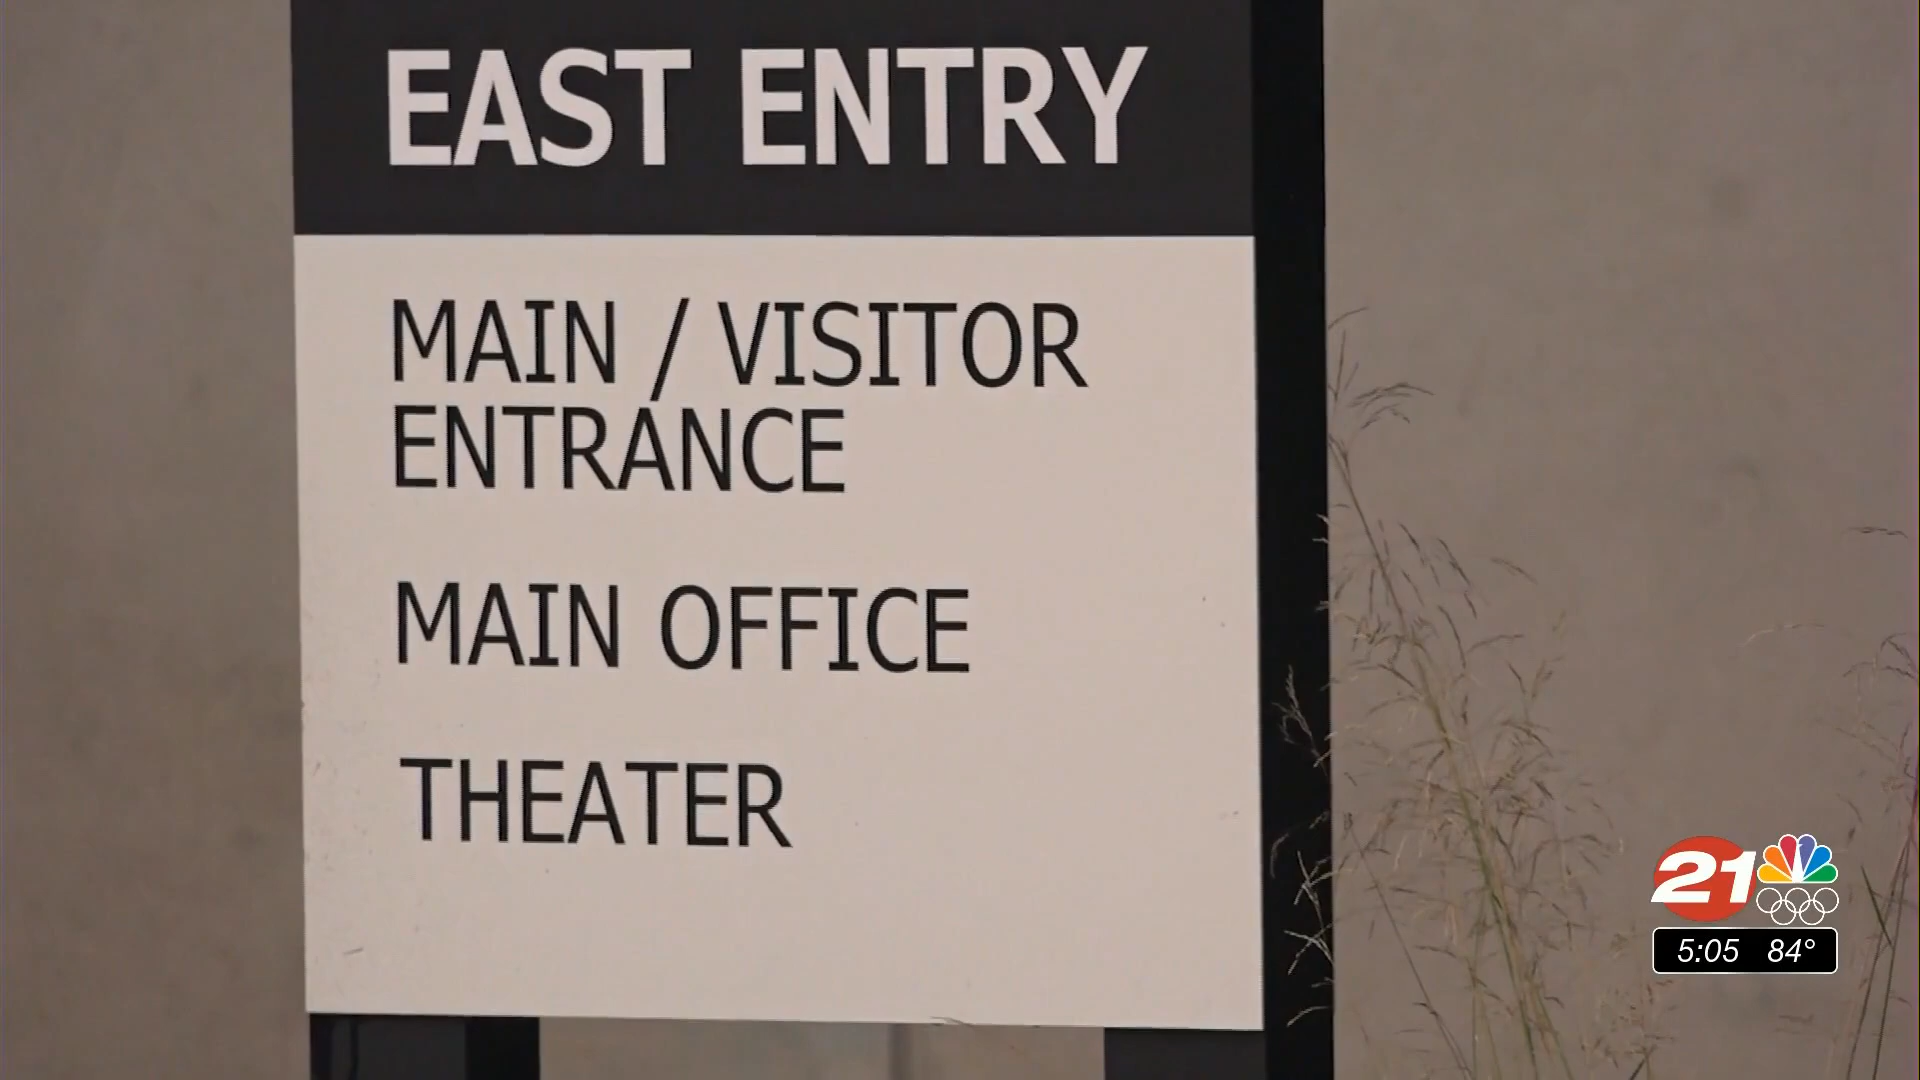 EAST ENTRY
MAIN / VISITOR
ENTRANCE
MAIN OFFICE
THEATER
21
5:05 84°